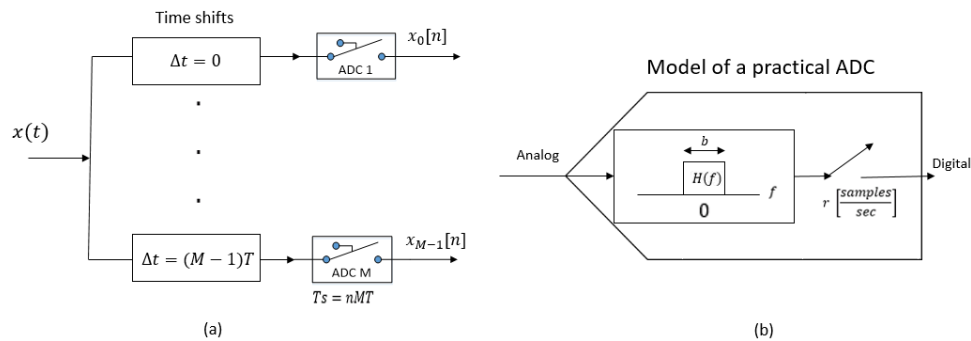 Time shifts
Δt = 0
x₀[n]
ADC 1
x(t)
Δt = (M − 1)T
x_{M−1}[n]
ADC M
Ts = nMT
(a)
Model of a practical ADC
Analog
b
H(f)
f
0
r [samples/sec]
Digital
(b)